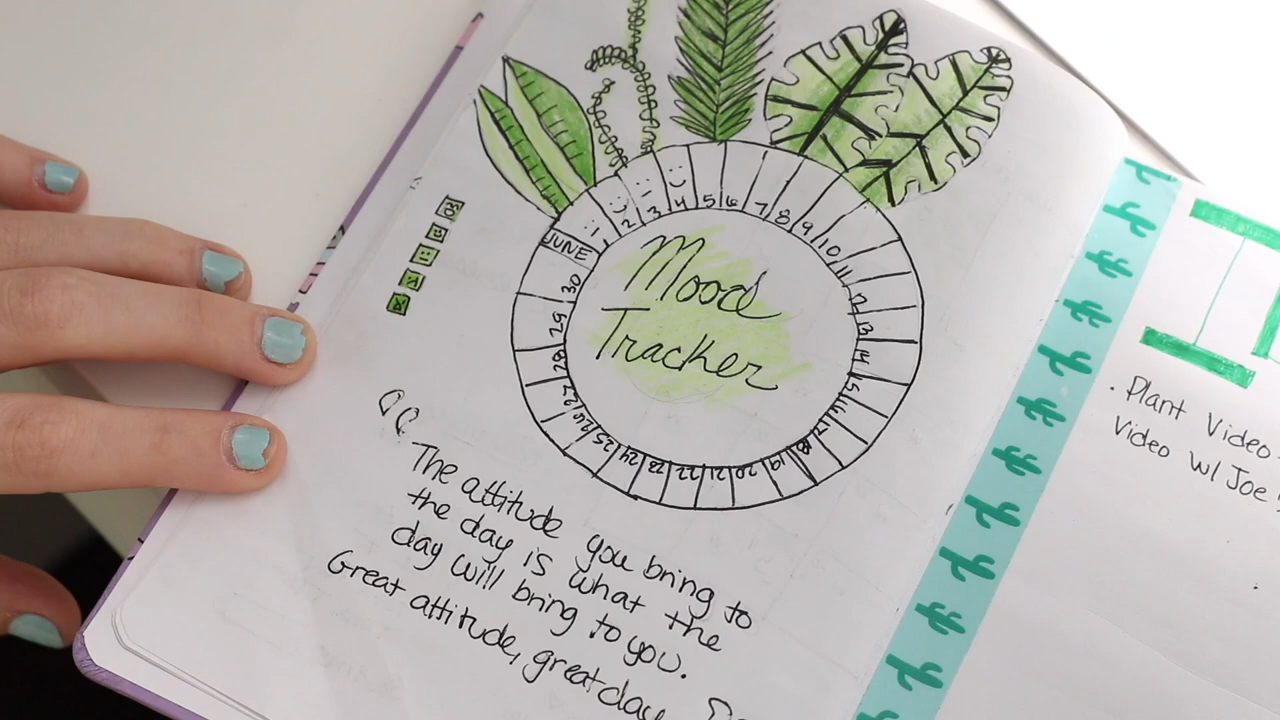 JUNE 1 2 3 4 5 6 7 8 9 10 11 12 13 14 15 16 17 18 19 20 21 22 23 24 25 26 27 28 29 30
Mood
Tracker
The attitude you bring to
the day is what the
day will bring to you.
Great attitude, great day
. Plant Video
Video w/ Joe